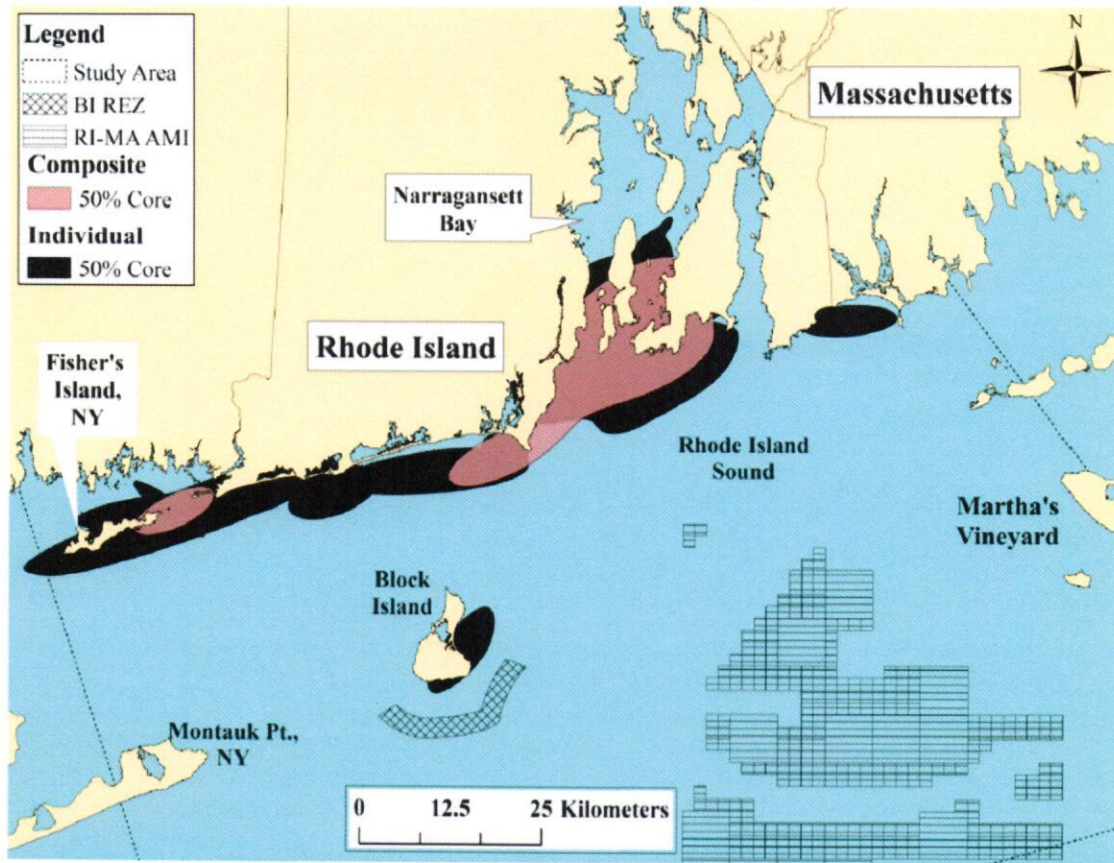 Legend
Study Area
BI REZ
RI-MA AMI
Composite
50% Core
Individual
50% Core
N
Massachusetts
Narragansett
Bay
Rhode Island
Fisher's
Island,
NY
Rhode Island
Sound
Martha's
Vineyard
Block
Island
Montauk Pt.,
NY
0 12.5 25 Kilometers